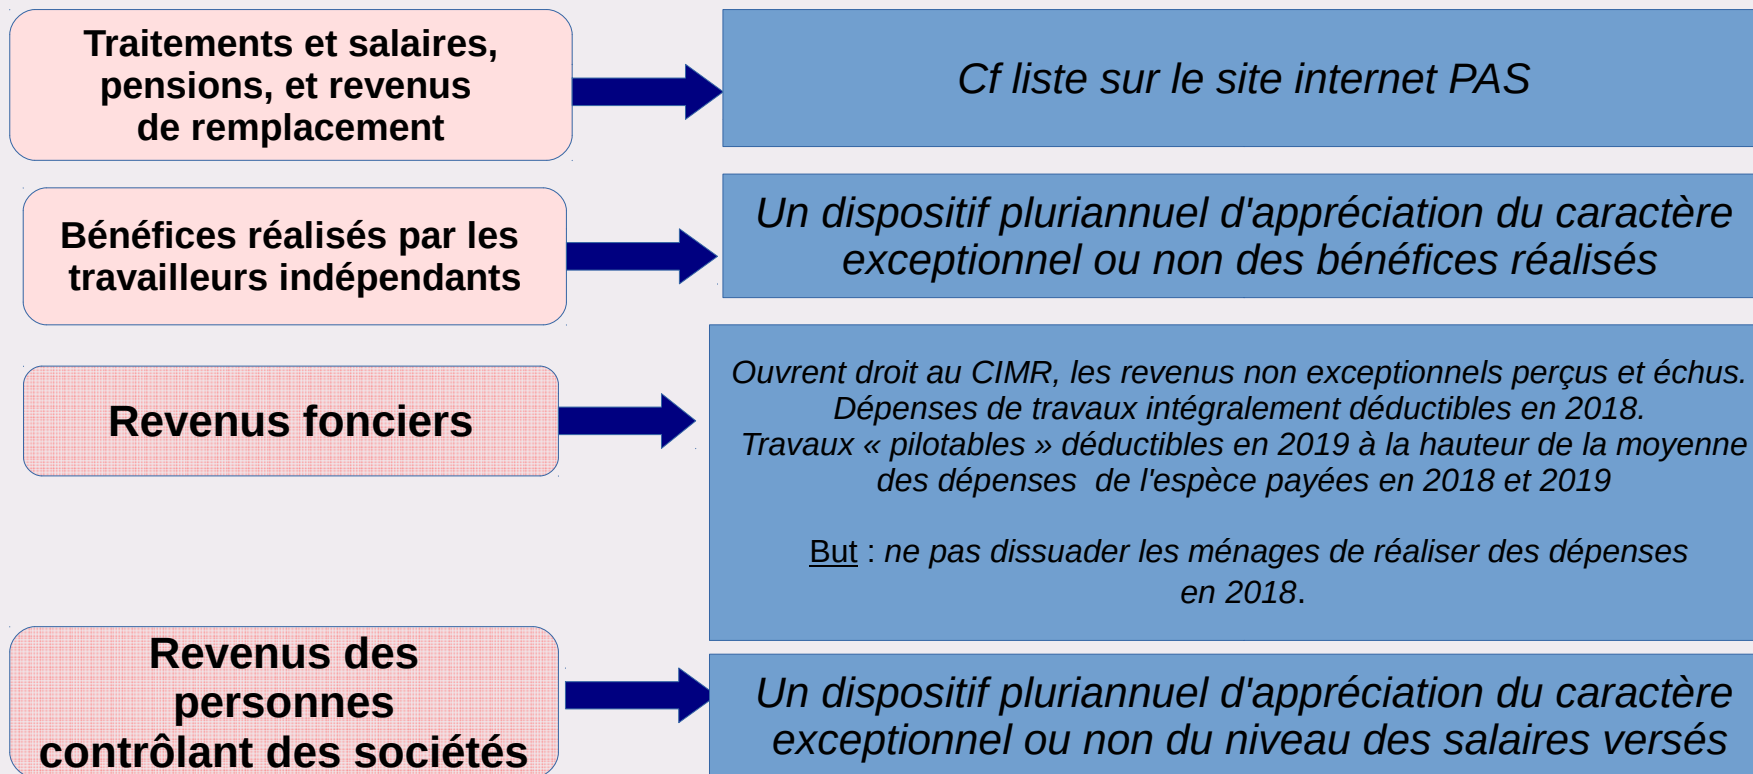 Traitements et salaires,
pensions, et revenus
de remplacement
Cf liste sur le site internet PAS
Bénéfices réalisés par les
travailleurs indépendants
Un dispositif pluriannuel d'appréciation du caractère
exceptionnel ou non des bénéfices réalisés
Revenus fonciers
Ouvrent droit au CIMR, les revenus non exceptionnels perçus et échus.
Dépenses de travaux intégralement déductibles en 2018.
Travaux « pilotables » déductibles en 2019 à la hauteur de la moyenne
des dépenses de l'espèce payées en 2018 et 2019
But : ne pas dissuader les ménages de réaliser des dépenses
en 2018.
Revenus des
personnes
contrôlant des sociétés
Un dispositif pluriannuel d'appréciation du caractère
exceptionnel ou non du niveau des salaires versés